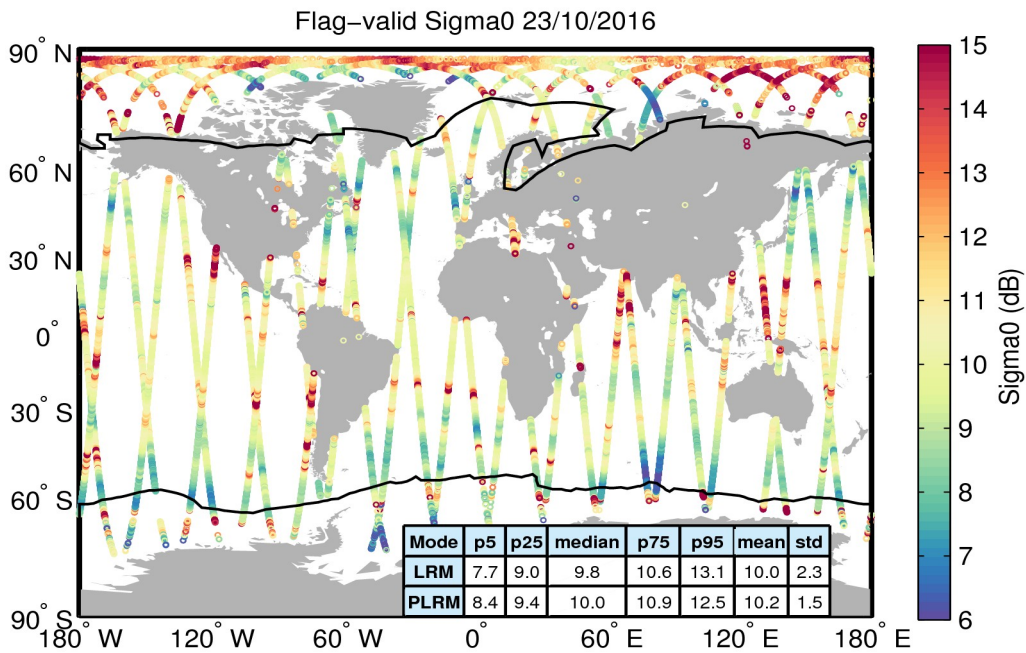 Flag-valid Sigma0 23/10/2016
90° N
60° N
30° N
0°
30° S
60° S
90° S
180° W
120° W
60° W
0°
60° E
120° E
180° E
Mode p5 p25 median p75 p95 mean std
LRM 7.7 9.0 9.8 10.6 13.1 10.0 2.3
PLRM 8.4 9.4 10.0 10.9 12.5 10.2 1.5
15
14
13
12
11
10
9
8
7
6
Sigma0 (dB)